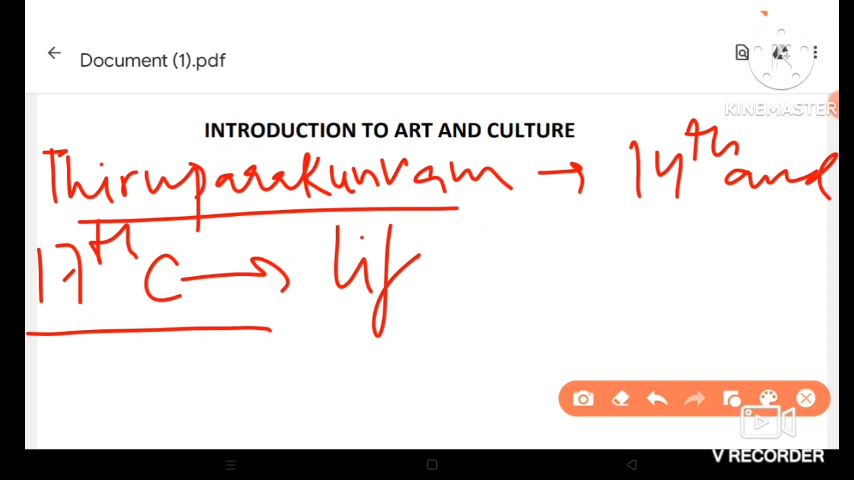 Document (1).pdf
KINEMASTER
INTRODUCTION TO ART AND CULTURE
Thiruparakunram → 14th and
17th C → lif
V RECORDER